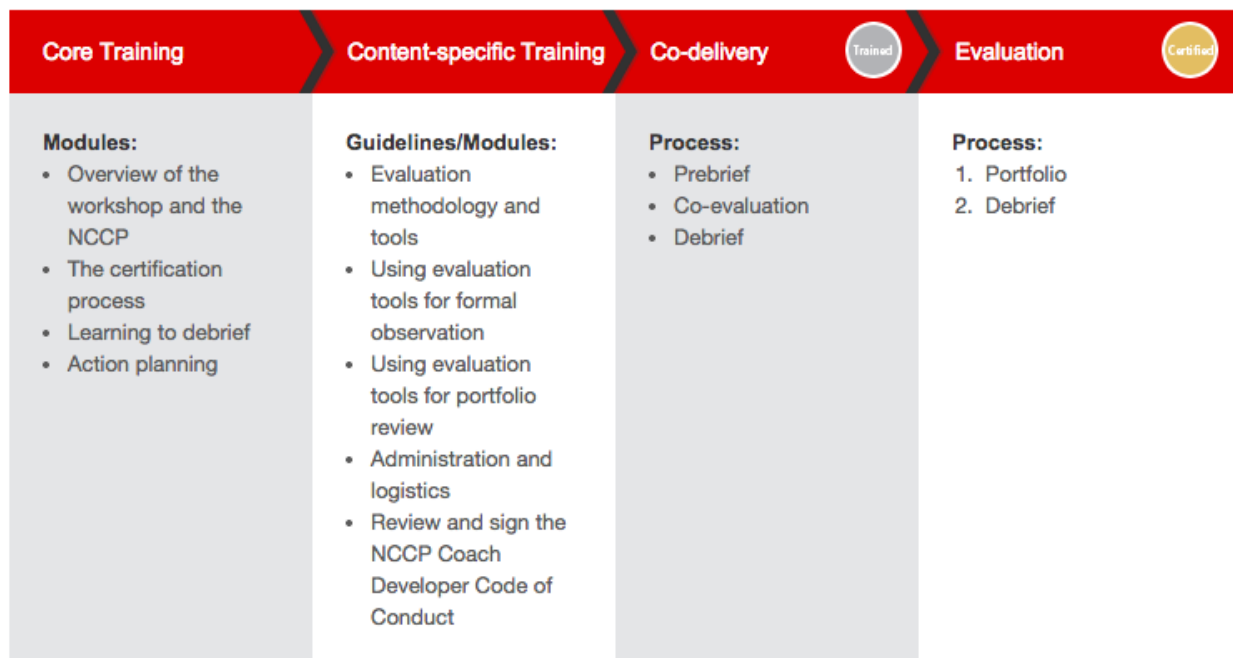 Core Training
Content-specific Training
Co-delivery
Trained
Evaluation
Certified
Modules:
• Overview of the
workshop and the
NCCP
• The certification
process
• Learning to debrief
• Action planning
Guidelines/Modules:
• Evaluation
methodology and
tools
• Using evaluation
tools for formal
observation
• Using evaluation
tools for portfolio
review
• Administration and
logistics
• Review and sign the
NCCP Coach
Developer Code of
Conduct
Process:
• Prebrief
• Co-evaluation
• Debrief
Process:
1. Portfolio
2. Debrief